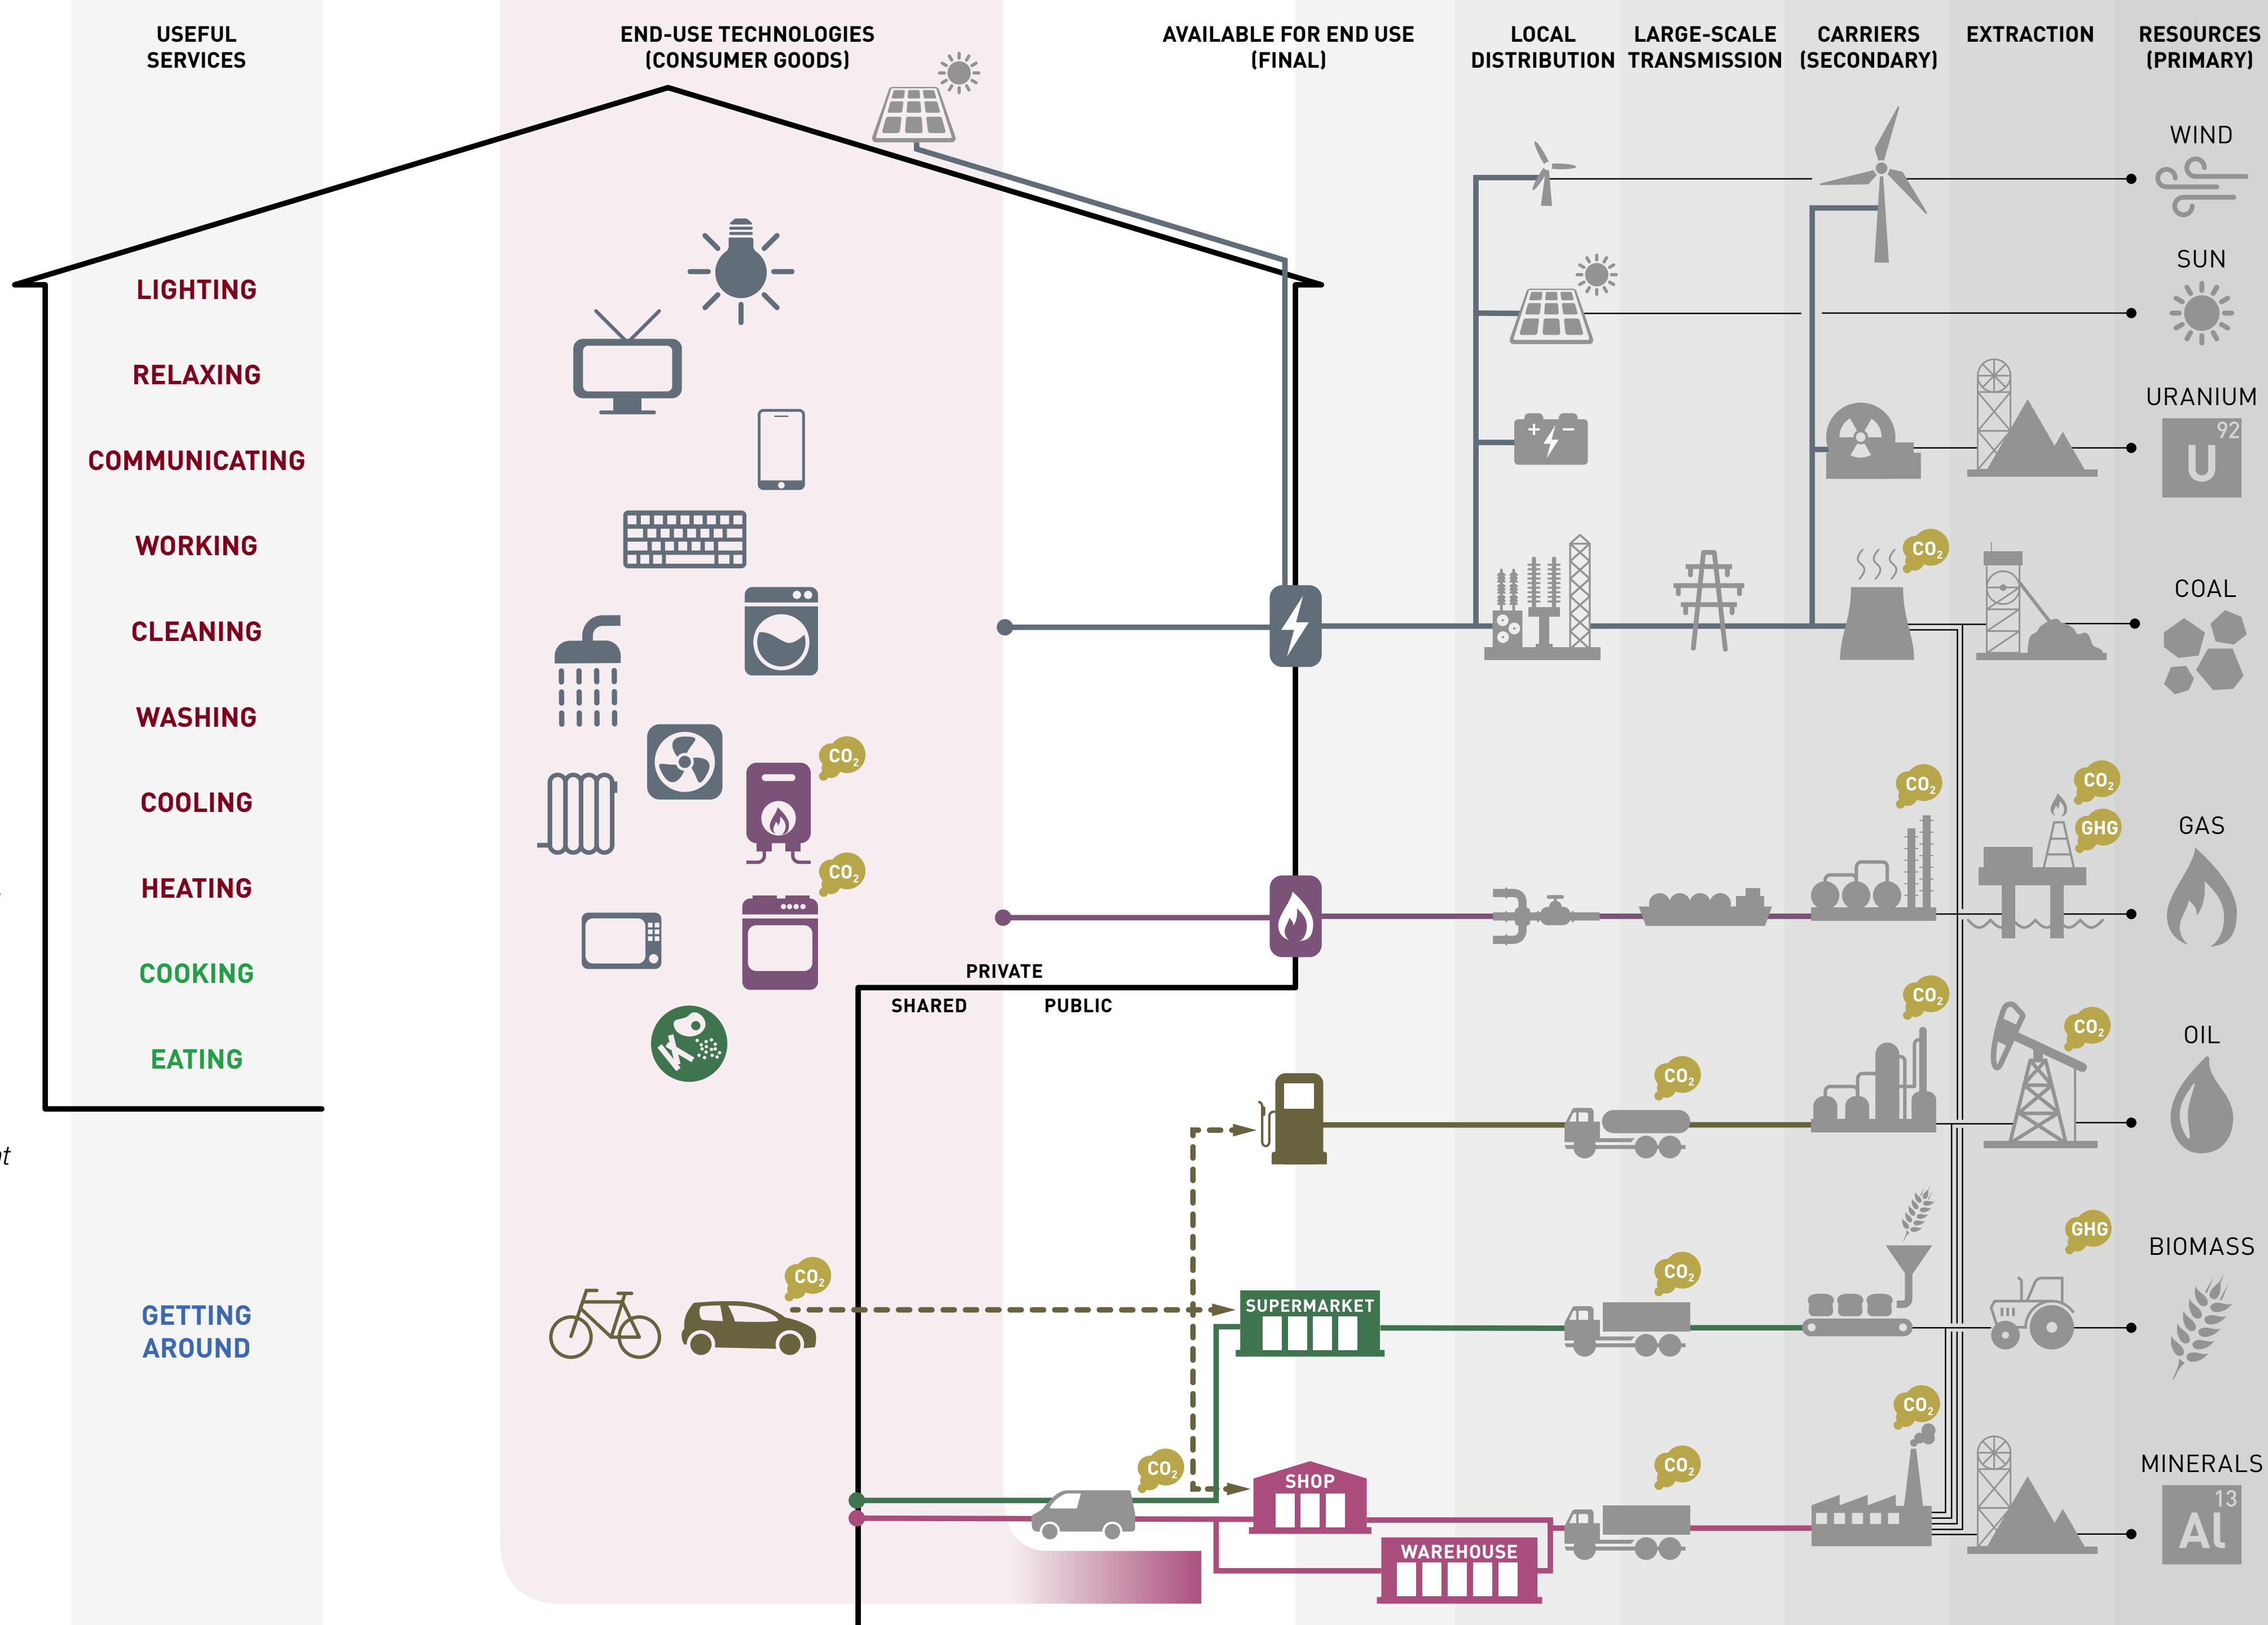 USEFUL
SERVICES
END-USE TECHNOLOGIES
(CONSUMER GOODS)
AVAILABLE FOR END USE
(FINAL)
LOCAL
DISTRIBUTION
LARGE-SCALE
TRANSMISSION
CARRIERS
(SECONDARY)
EXTRACTION
RESOURCES
(PRIMARY)
WIND
SUN
LIGHTING
RELAXING
URANIUM
92
U
+ −
COMMUNICATING
WORKING
CO₂
COAL
CLEANING
WASHING
CO₂
CO₂
CO₂
GHG
GAS
COOLING
CO₂
HEATING
COOKING
PRIVATE
SHARED
PUBLIC
CO₂
CO₂
OIL
EATING
CO₂
nt
GHG
BIOMASS
CO₂
CO₂
GETTING
AROUND
SUPERMARKET
CO₂
CO₂
CO₂
MINERALS
SHOP
13
Al
WAREHOUSE